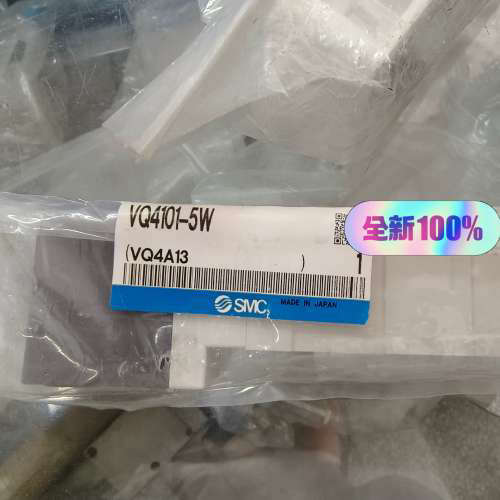 VQ4101-5W
全新100%
(VQ4A13 ) 1
SMC MADE IN JAPAN